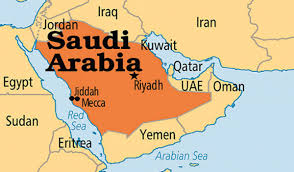 Iran
Iraq
Jordan
Saudi
Arabia
Kuwait
Egypt
Qatar
Riyadh
UAE
Oman
Jiddah
Mecca
Red
Sea
Sudan
Yemen
Eritrea
Arabian Sea